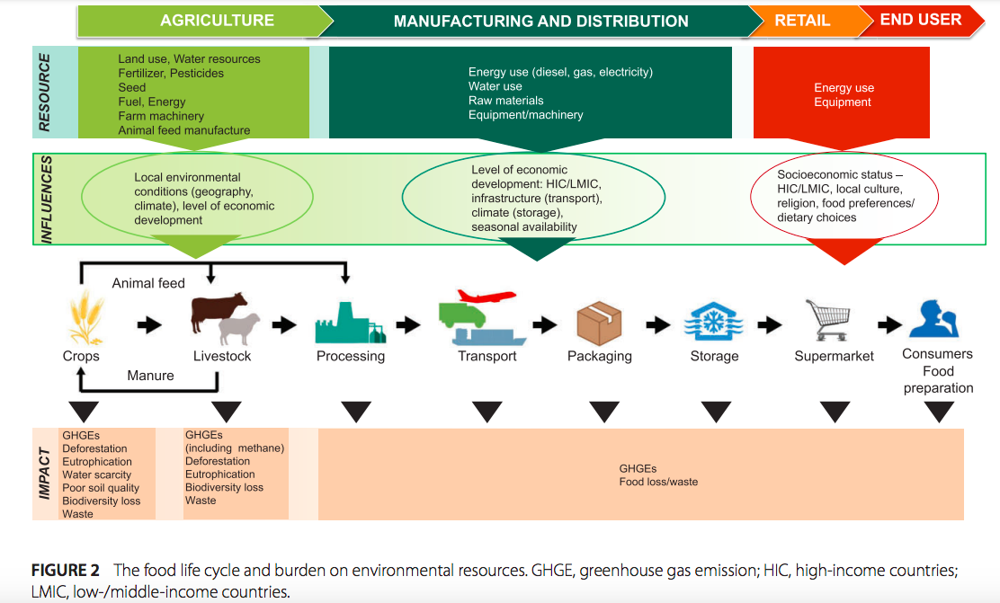 AGRICULTURE
MANUFACTURING AND DISTRIBUTION
RETAIL
END USER
RESOURCE
Land use, Water resources
Fertilizer, Pesticides
Seed
Fuel, Energy
Farm machinery
Animal feed manufacture
Energy use (diesel, gas, electricity)
Water use
Raw materials
Equipment/machinery
Energy use
Equipment
INFLUENCES
Local environmental
conditions (geography,
climate), level of economic
development
Level of economic
development: HIC/LMIC,
infrastructure (transport),
climate (storage),
seasonal availability
Socioeconomic status –
HIC/LMIC, local culture,
religion, food preferences/
dietary choices
Animal feed
Crops
Livestock
Processing
Transport
Packaging
Storage
Supermarket
Consumers
Food
preparation
Manure
IMPACT
GHGEs
Deforestation
Eutrophication
Water scarcity
Poor soil quality
Biodiversity loss
Waste
GHGEs
(including methane)
Deforestation
Eutrophication
Biodiversity loss
Waste
GHGEs
Food loss/waste
FIGURE 2 The food life cycle and burden on environmental resources. GHGE, greenhouse gas emission; HIC, high-income countries;
LMIC, low-/middle-income countries.